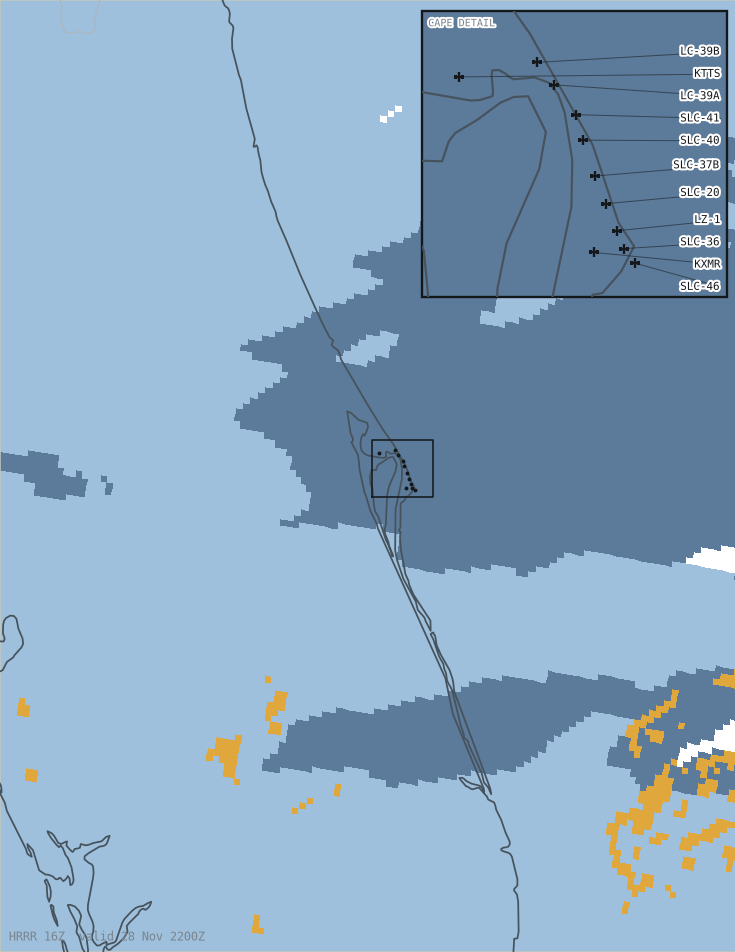 CAPE DETAIL
LC-39B
KTTS
LC-39A
SLC-41
SLC-40
SLC-37B
SLC-20
LZ-1
SLC-36
KXMR
SLC-46
HRRR 16Z valid 28 Nov 2200Z